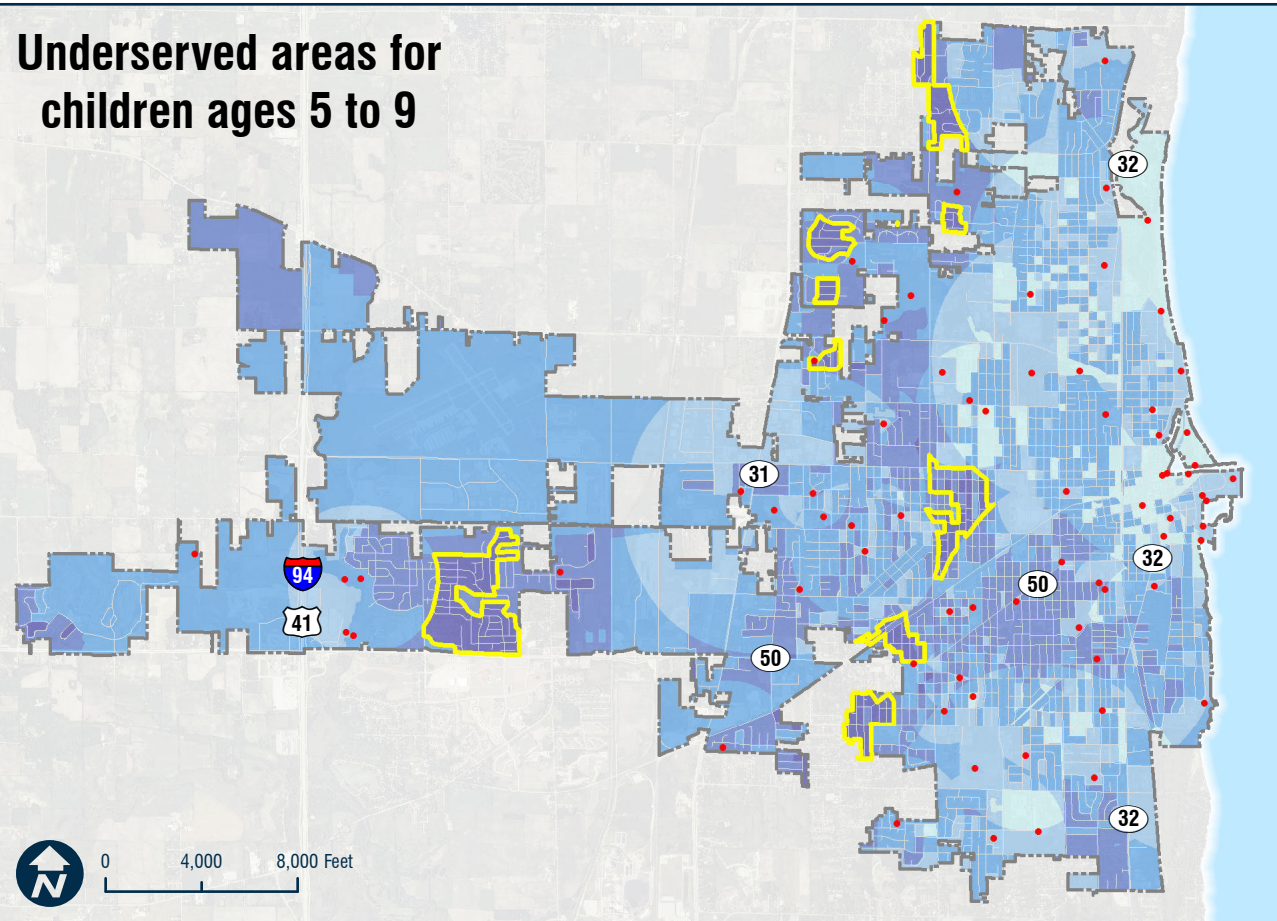 Underserved areas for
children ages 5 to 9
32
31
94
41
50
32
50
32
N
0 4,000 8,000 Feet